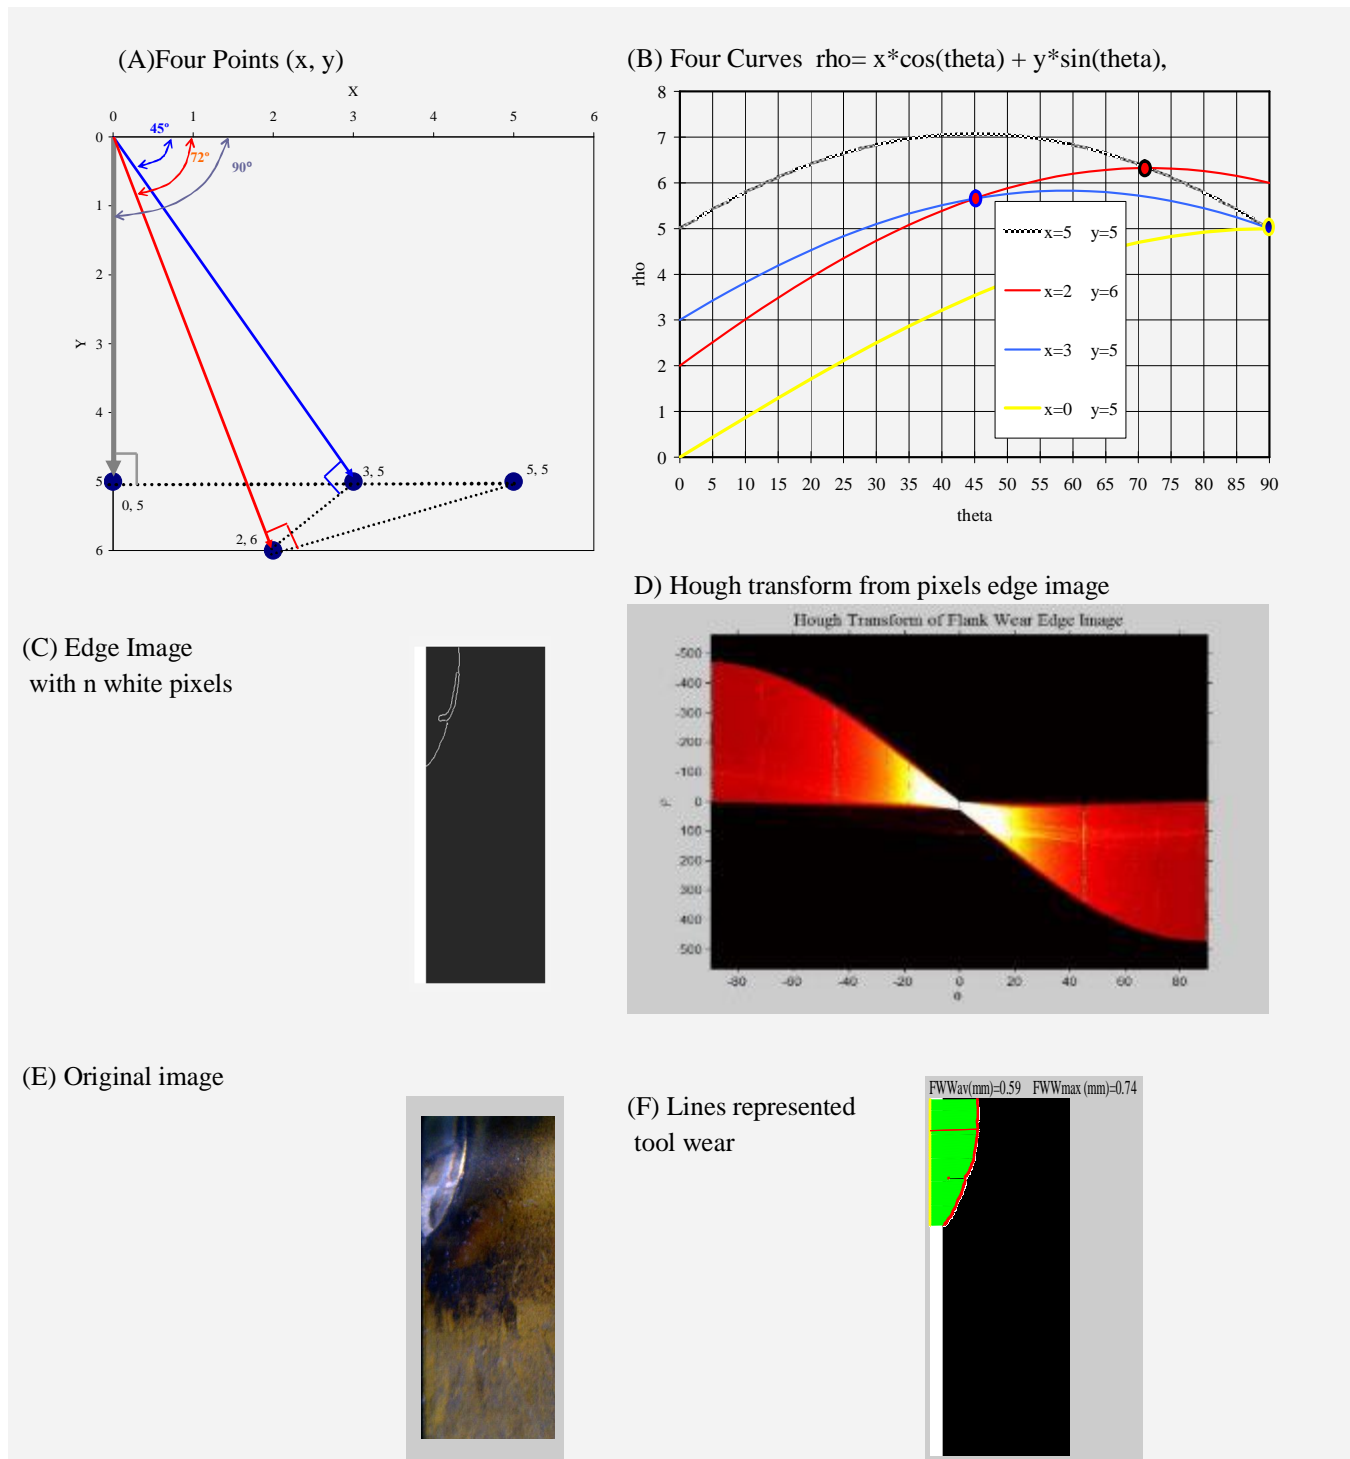 (A)Four Points (x, y)
X
0 1 2 3 4 5 6
0
45º
72º
90º
1
2
Y
3
4
5
0, 5
3, 5
5, 5
2, 6
6
(B) Four Curves rho= x*cos(theta) + y*sin(theta),
8
7
6
5
4
3
2
1
0
rho
x=5 y=5
x=2 y=6
x=3 y=5
x=0 y=5
0 5 10 15 20 25 30 35 40 45 50 55 60 65 70 75 80 85 90
theta
(C) Edge Image
with n white pixels
D) Hough transform from pixels edge image
Hough Transform of Flank Wear Edge Image
-500
-400
-300
-200
-100
0
100
200
300
400
500
ρ
-80 -60 -40 -20 0 20 40 60 80
θ
(E) Original image
(F) Lines represented
tool wear
FWWav(mm)=0.59 FWWmax (mm)=0.74